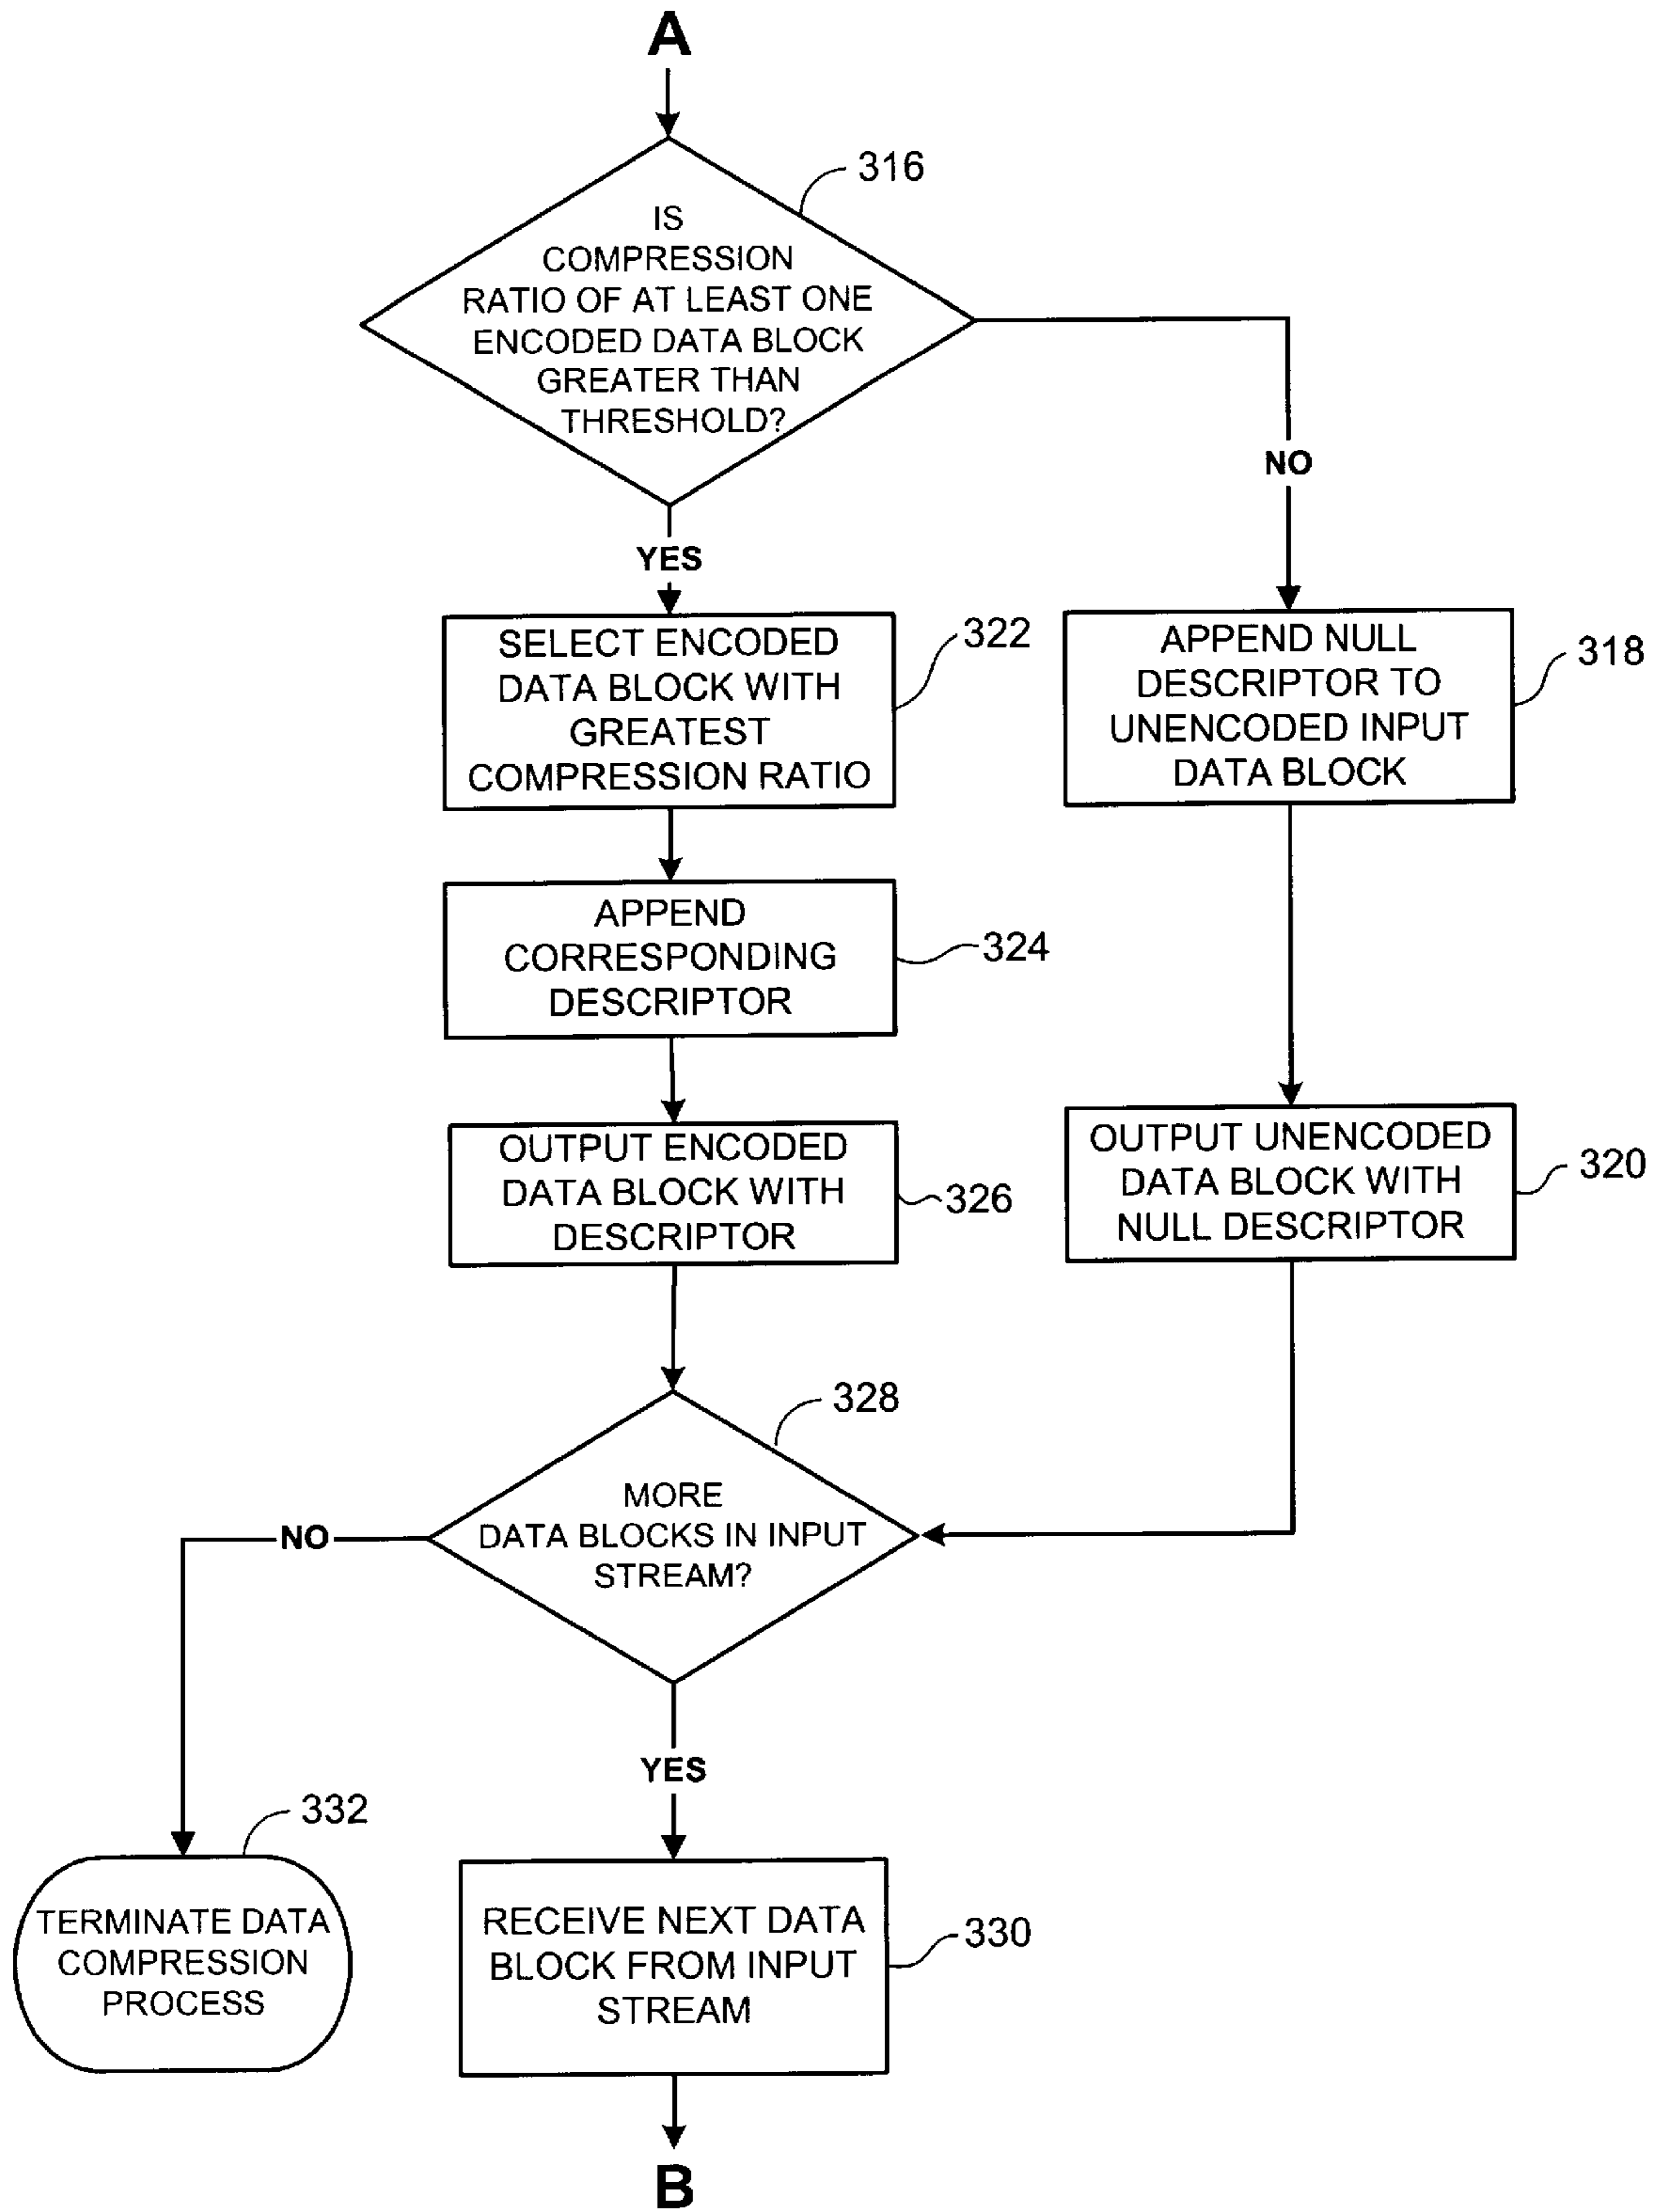 A
316
IS
COMPRESSION
RATIO OF AT LEAST ONE
ENCODED DATA BLOCK
GREATER THAN
THRESHOLD?
NO
YES
SELECT ENCODED
DATA BLOCK WITH
GREATEST
COMPRESSION RATIO
322
APPEND NULL
DESCRIPTOR TO
UNENCODED INPUT
DATA BLOCK
318
APPEND
CORRESPONDING
DESCRIPTOR
324
OUTPUT ENCODED
DATA BLOCK WITH
DESCRIPTOR
326
OUTPUT UNENCODED
DATA BLOCK WITH
NULL DESCRIPTOR
320
328
MORE
DATA BLOCKS IN INPUT
STREAM?
NO
YES
332
TERMINATE DATA
COMPRESSION
PROCESS
RECEIVE NEXT DATA
BLOCK FROM INPUT
STREAM
330
B